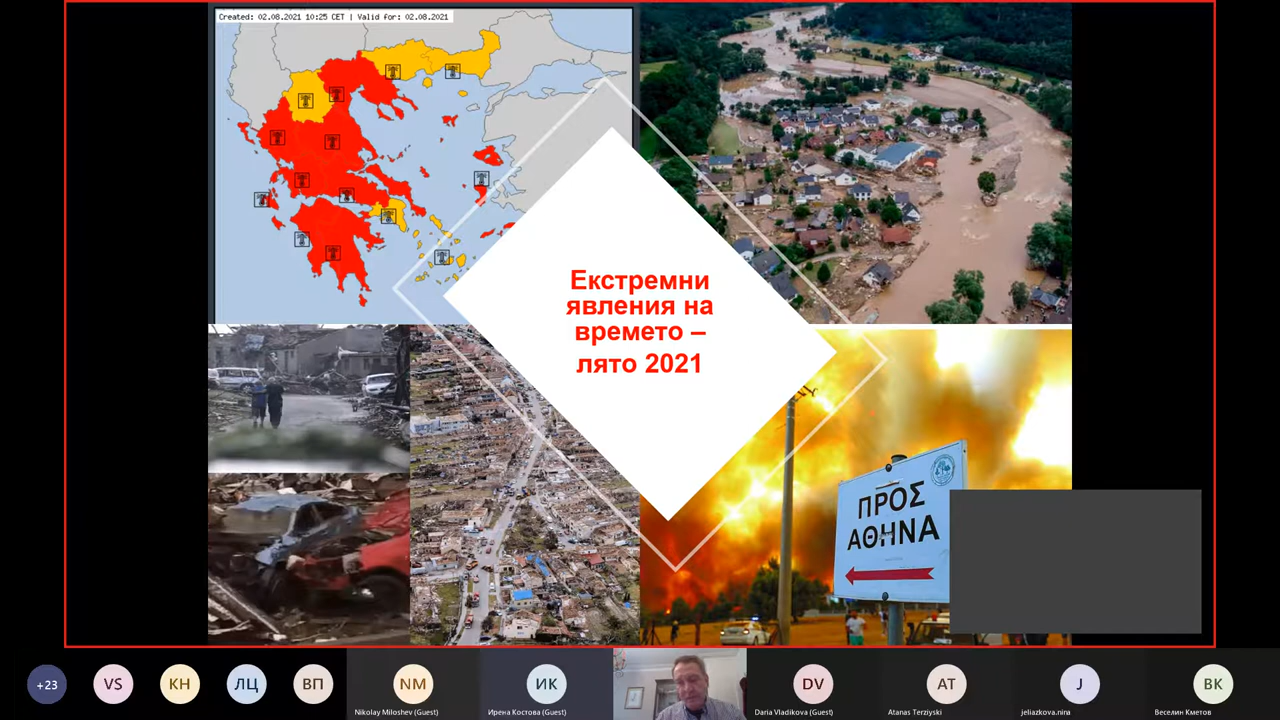 Created: 02.08.2021 10:25 CET | Valid for: 02.08.2021
Екстремни
явления на
времето –
лято 2021
ΠΡΟΣ
ΑΘΗΝΑ
+23
VS
КН
ЛЦ
ВП
NM
ИК
DV
AT
J
ВК
Nikolay Miloshev (Guest)
Ирена Костова (Guest)
Daria Vladikova (Guest)
Atanas Terziyski
jeliazkova.nina
Веселин Кметов